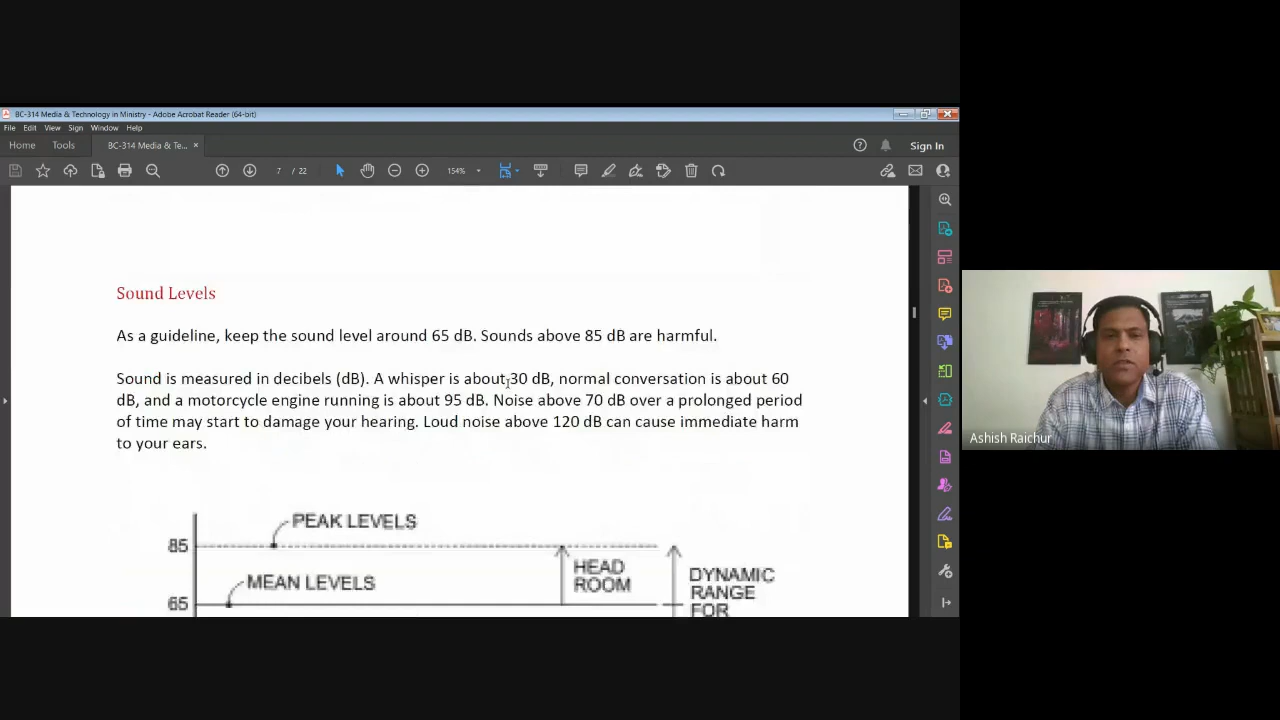 BC-314 Media & Technology in Ministry - Adobe Acrobat Reader (64-bit)
File Edit View Sign Window Help
Home Tools BC-314 Media & Te... × Sign In
7 / 22 154%
Sound Levels
As a guideline, keep the sound level around 65 dB. Sounds above 85 dB are harmful.
Sound is measured in decibels (dB). A whisper is about 30 dB, normal conversation is about 60
dB, and a motorcycle engine running is about 95 dB. Noise above 70 dB over a prolonged period
of time may start to damage your hearing. Loud noise above 120 dB can cause immediate harm
to your ears.
PEAK LEVELS
85
HEAD
ROOM
DYNAMIC
RANGE
FOR
MEAN LEVELS
65
Ashish Raichur